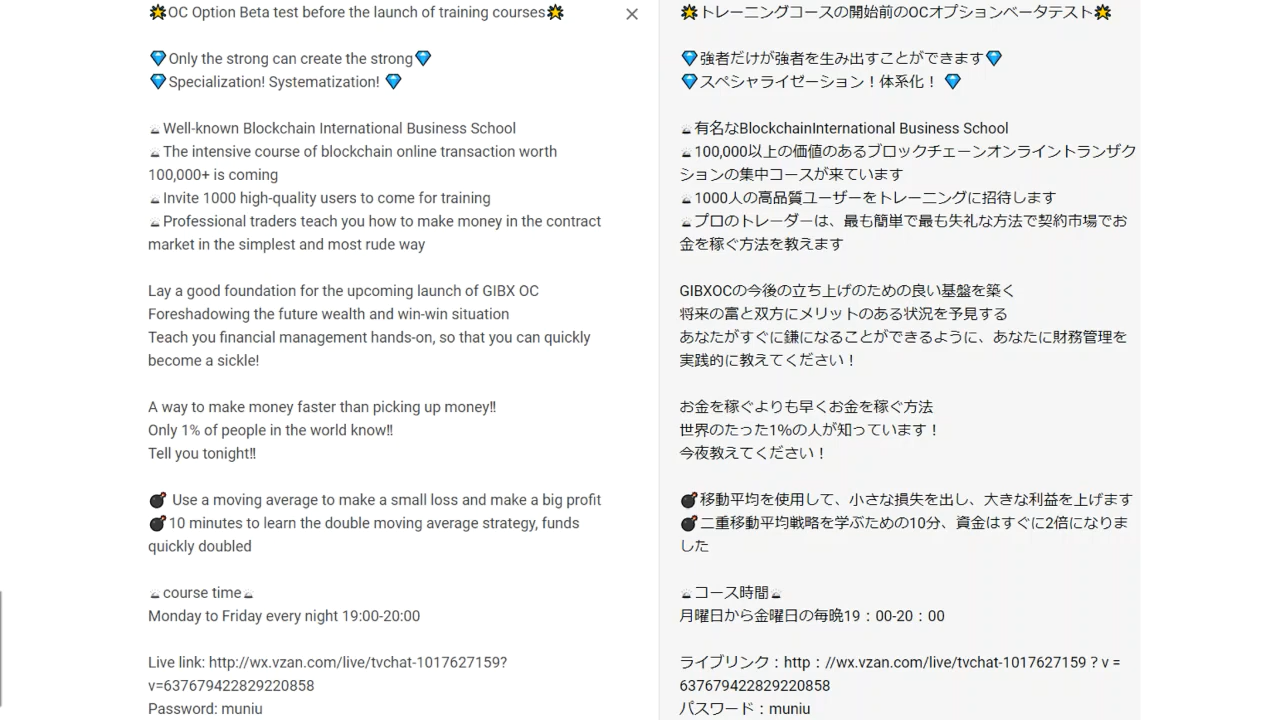 🌟OC Option Beta test before the launch of training courses🌟
💎Only the strong can create the strong💎
💎Specialization! Systematization! 💎
Well-known Blockchain International Business School
The intensive course of blockchain online transaction worth
100,000+ is coming
Invite 1000 high-quality users to come for training
Professional traders teach you how to make money in the contract
market in the simplest and most rude way
Lay a good foundation for the upcoming launch of GIBX OC
Foreshadowing the future wealth and win-win situation
Teach you financial management hands-on, so that you can quickly
become a sickle!
A way to make money faster than picking up money‼
Only 1% of people in the world know‼
Tell you tonight‼
💣 Use a moving average to make a small loss and make a big profit
💣10 minutes to learn the double moving average strategy, funds
quickly doubled
course time
Monday to Friday every night 19:00-20:00
Live link: http://wx.vzan.com/live/tvchat-1017627159?
v=637679422829220858
Password: muniu
🌟トレーニングコースの開始前のOCオプションベータテスト🌟
💎強者だけが強者を生み出すことができます💎
💎スペシャライゼーション！体系化！ 💎
有名なBlockchainInternational Business School
100,000以上の価値のあるブロックチェーンオンライントランザク
ションの集中コースが来ています
1000人の高品質ユーザーをトレーニングに招待します
プロのトレーダーは、最も簡単で最も失礼な方法で契約市場でお
金を稼ぐ方法を教えます
GIBXOCの今後の立ち上げのための良い基盤を築く
将来の富と双方にメリットのある状況を予見する
あなたがすぐに鎌になることができるように、あなたに財務管理を
実践的に教えてください！
お金を稼ぐよりも早くお金を稼ぐ方法
世界のたった1％の人が知っています！
今夜教えてください！
💣移動平均を使用して、小さな損失を出し、大きな利益を上げます
💣二重移動平均戦略を学ぶための10分、資金はすぐに2倍になりま
した
コース時間
月曜日から金曜日の毎晩19：00-20：00
ライブリンク：http：//wx.vzan.com/live/tvchat-1017627159？v =
637679422829220858
パスワード：muniu